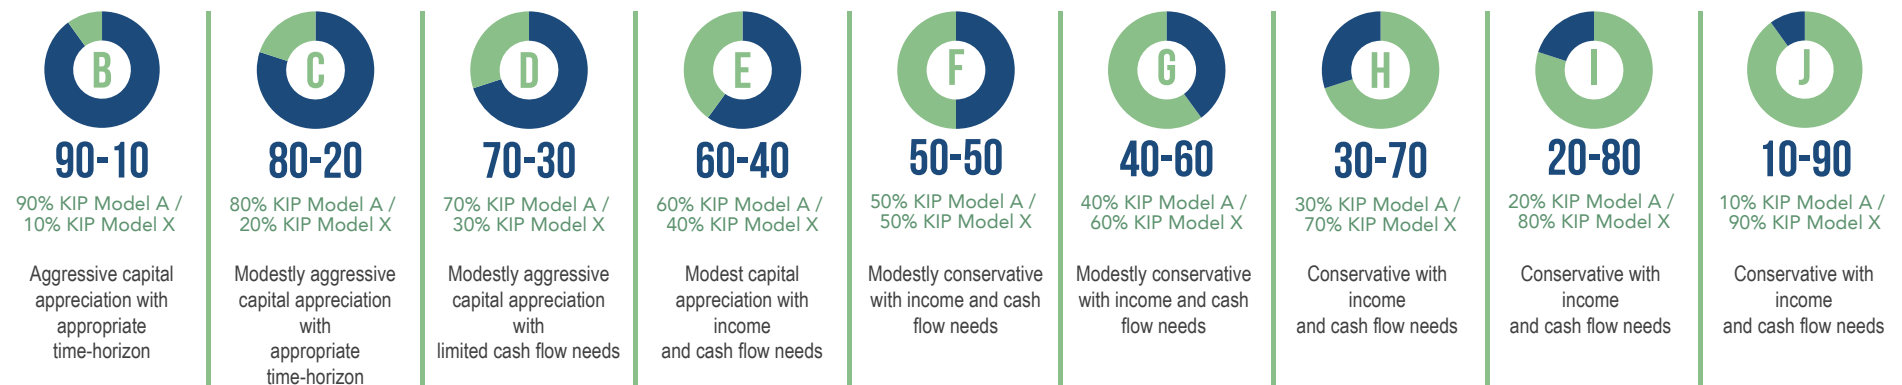 B
90-10
90% KIP Model A /
10% KIP Model X
Aggressive capital
appreciation with
appropriate
time-horizon
C
80-20
80% KIP Model A /
20% KIP Model X
Modestly aggressive
capital appreciation
with
appropriate
time-horizon
D
70-30
70% KIP Model A /
30% KIP Model X
Modestly aggressive
capital appreciation
with
limited cash flow needs
E
60-40
60% KIP Model A /
40% KIP Model X
Modest capital
appreciation with
income
and cash flow needs
F
50-50
50% KIP Model A /
50% KIP Model X
Modestly conservative
with income and cash
flow needs
G
40-60
40% KIP Model A /
60% KIP Model X
Modestly conservative
with income and cash
flow needs
H
30-70
30% KIP Model A /
70% KIP Model X
Conservative with
income
and cash flow needs
I
20-80
20% KIP Model A /
80% KIP Model X
Conservative with
income
and cash flow needs
J
10-90
10% KIP Model A /
90% KIP Model X
Conservative with
income
and cash flow needs